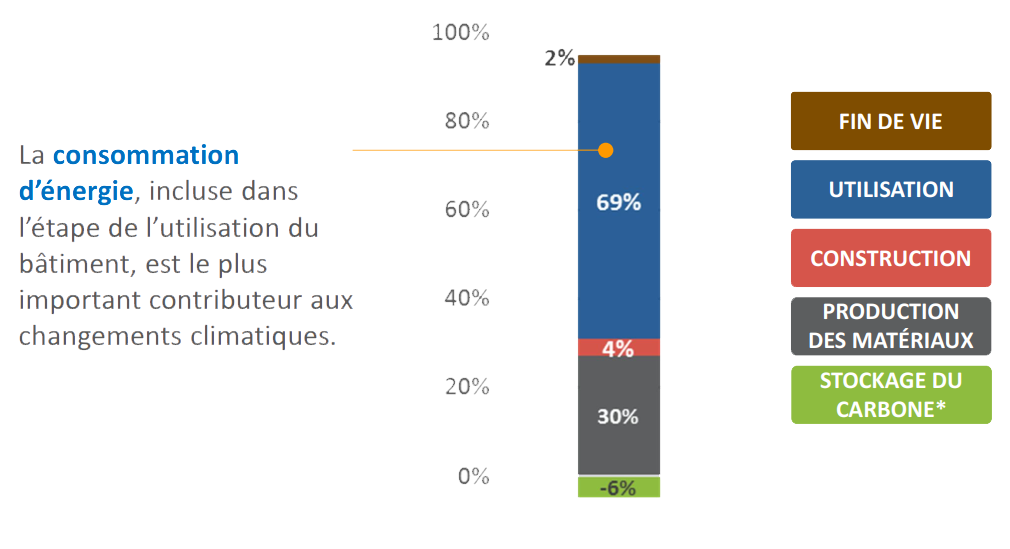 La consommation
d’énergie, incluse dans
l’étape de l’utilisation du
bâtiment, est le plus
important contributeur aux
changements climatiques.
100%
80%
60%
40%
20%
0%
2%
69%
4%
30%
-6%
FIN DE VIE
UTILISATION
CONSTRUCTION
PRODUCTION
DES MATÉRIAUX
STOCKAGE DU
CARBONE*